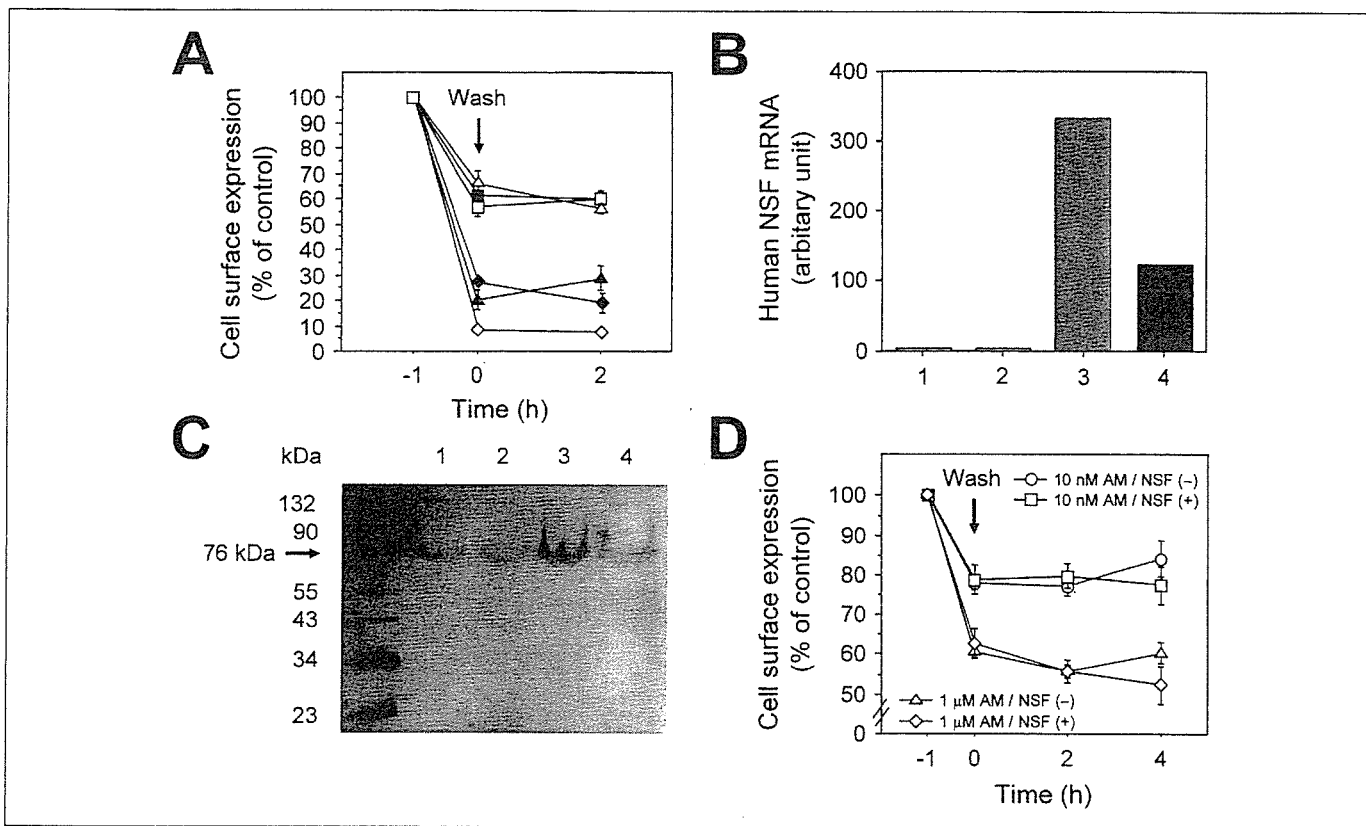 A
Cell surface expression
(% of control)
100
90
80
70
60
50
40
30
20
10
0
Wash
-1 0 2
Time (h)
B
Human NSF mRNA
(arbitary unit)
400
300
200
100
0
1 2 3 4
C
kDa 1 2 3 4
132
90
76 kDa
55
43
34
23
D
Cell surface expression
(% of control)
100
90
80
70
60
50
0
Wash
10 nM AM / NSF (–)
10 nM AM / NSF (+)
1 μM AM / NSF (–)
1 μM AM / NSF (+)
-1 0 2 4
Time (h)